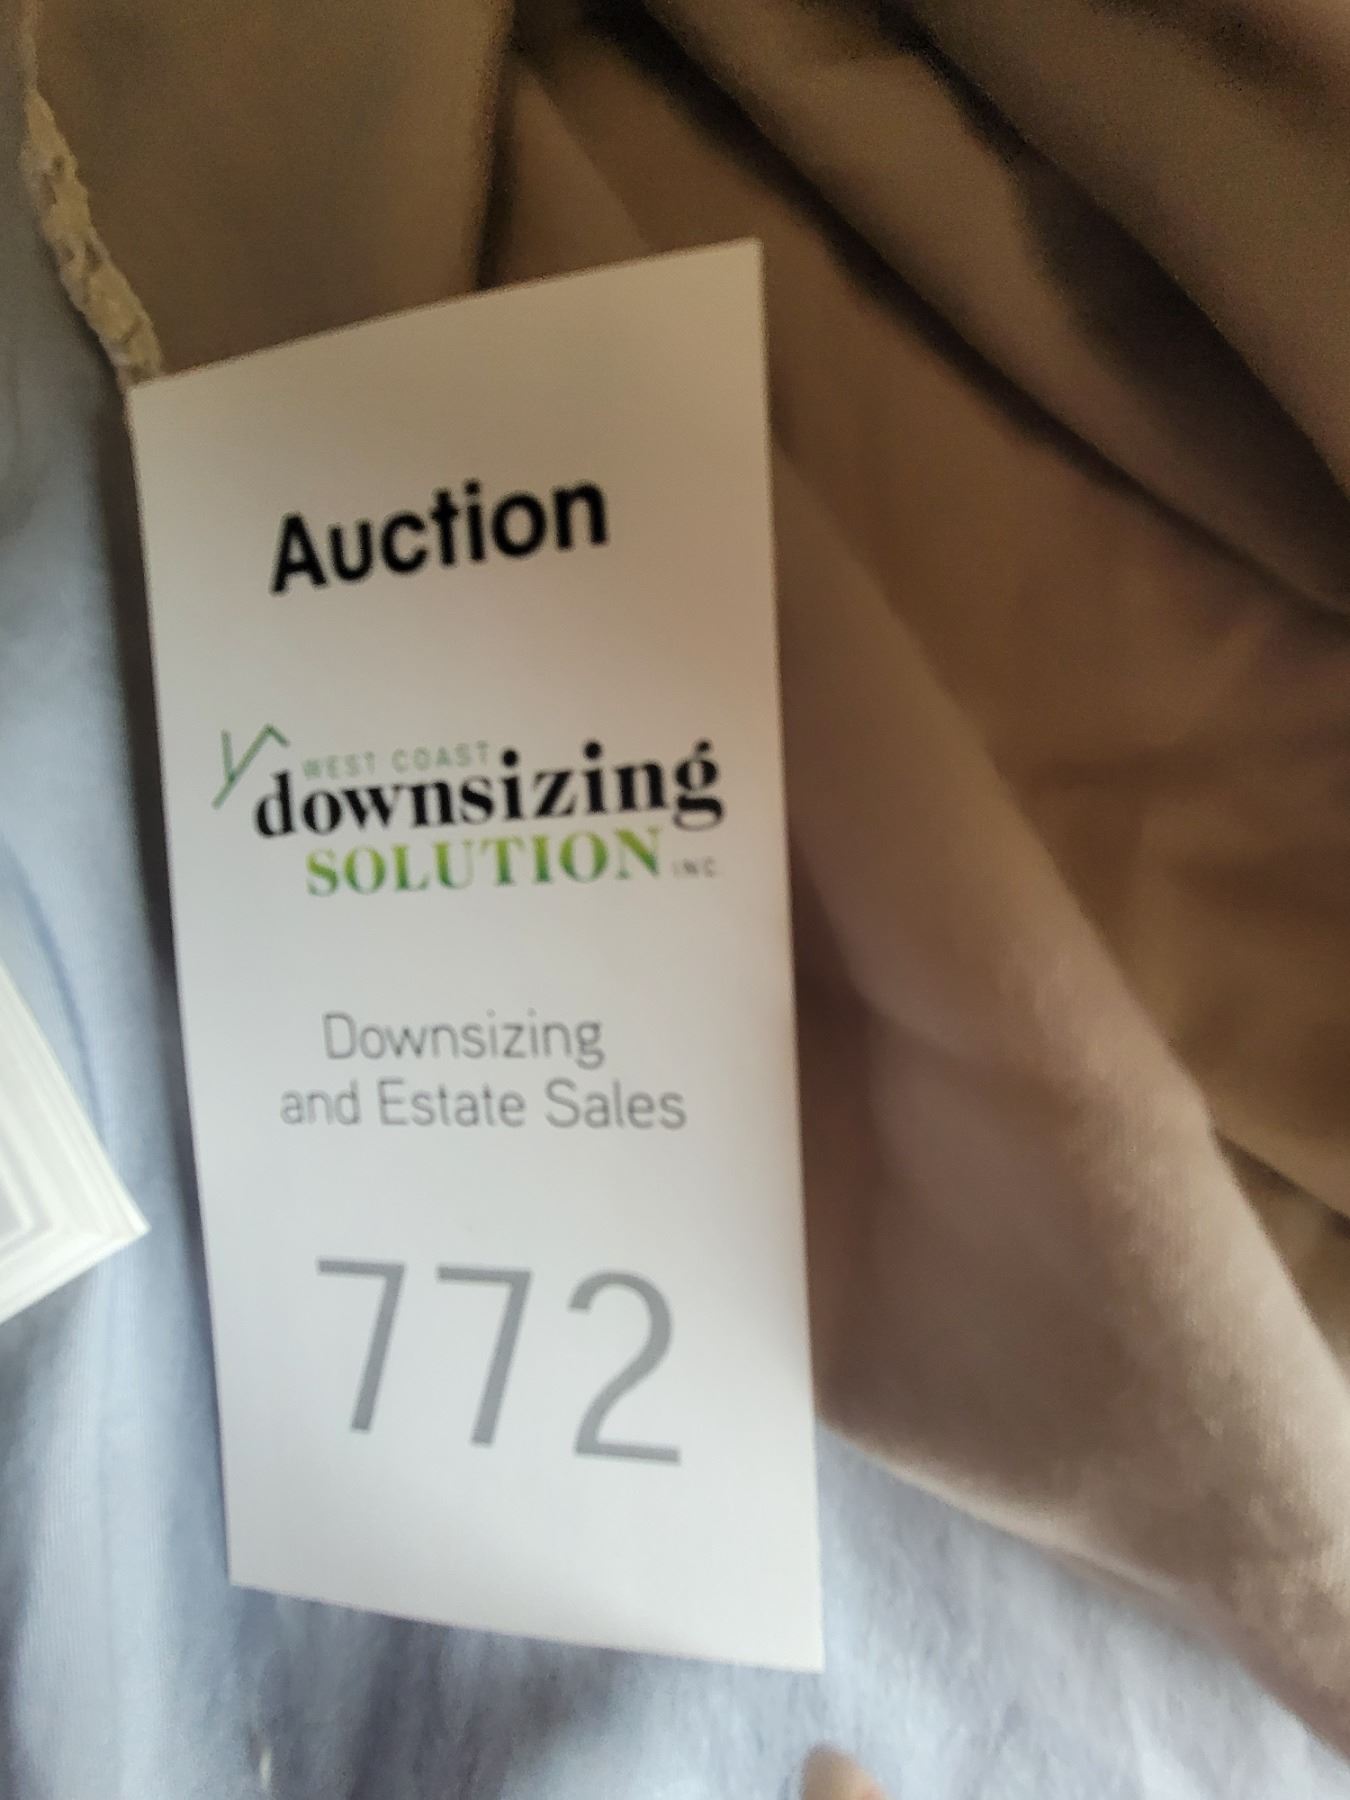 Auction
WEST COAST
downsizing
SOLUTION INC.
Downsizing
and Estate Sales
772